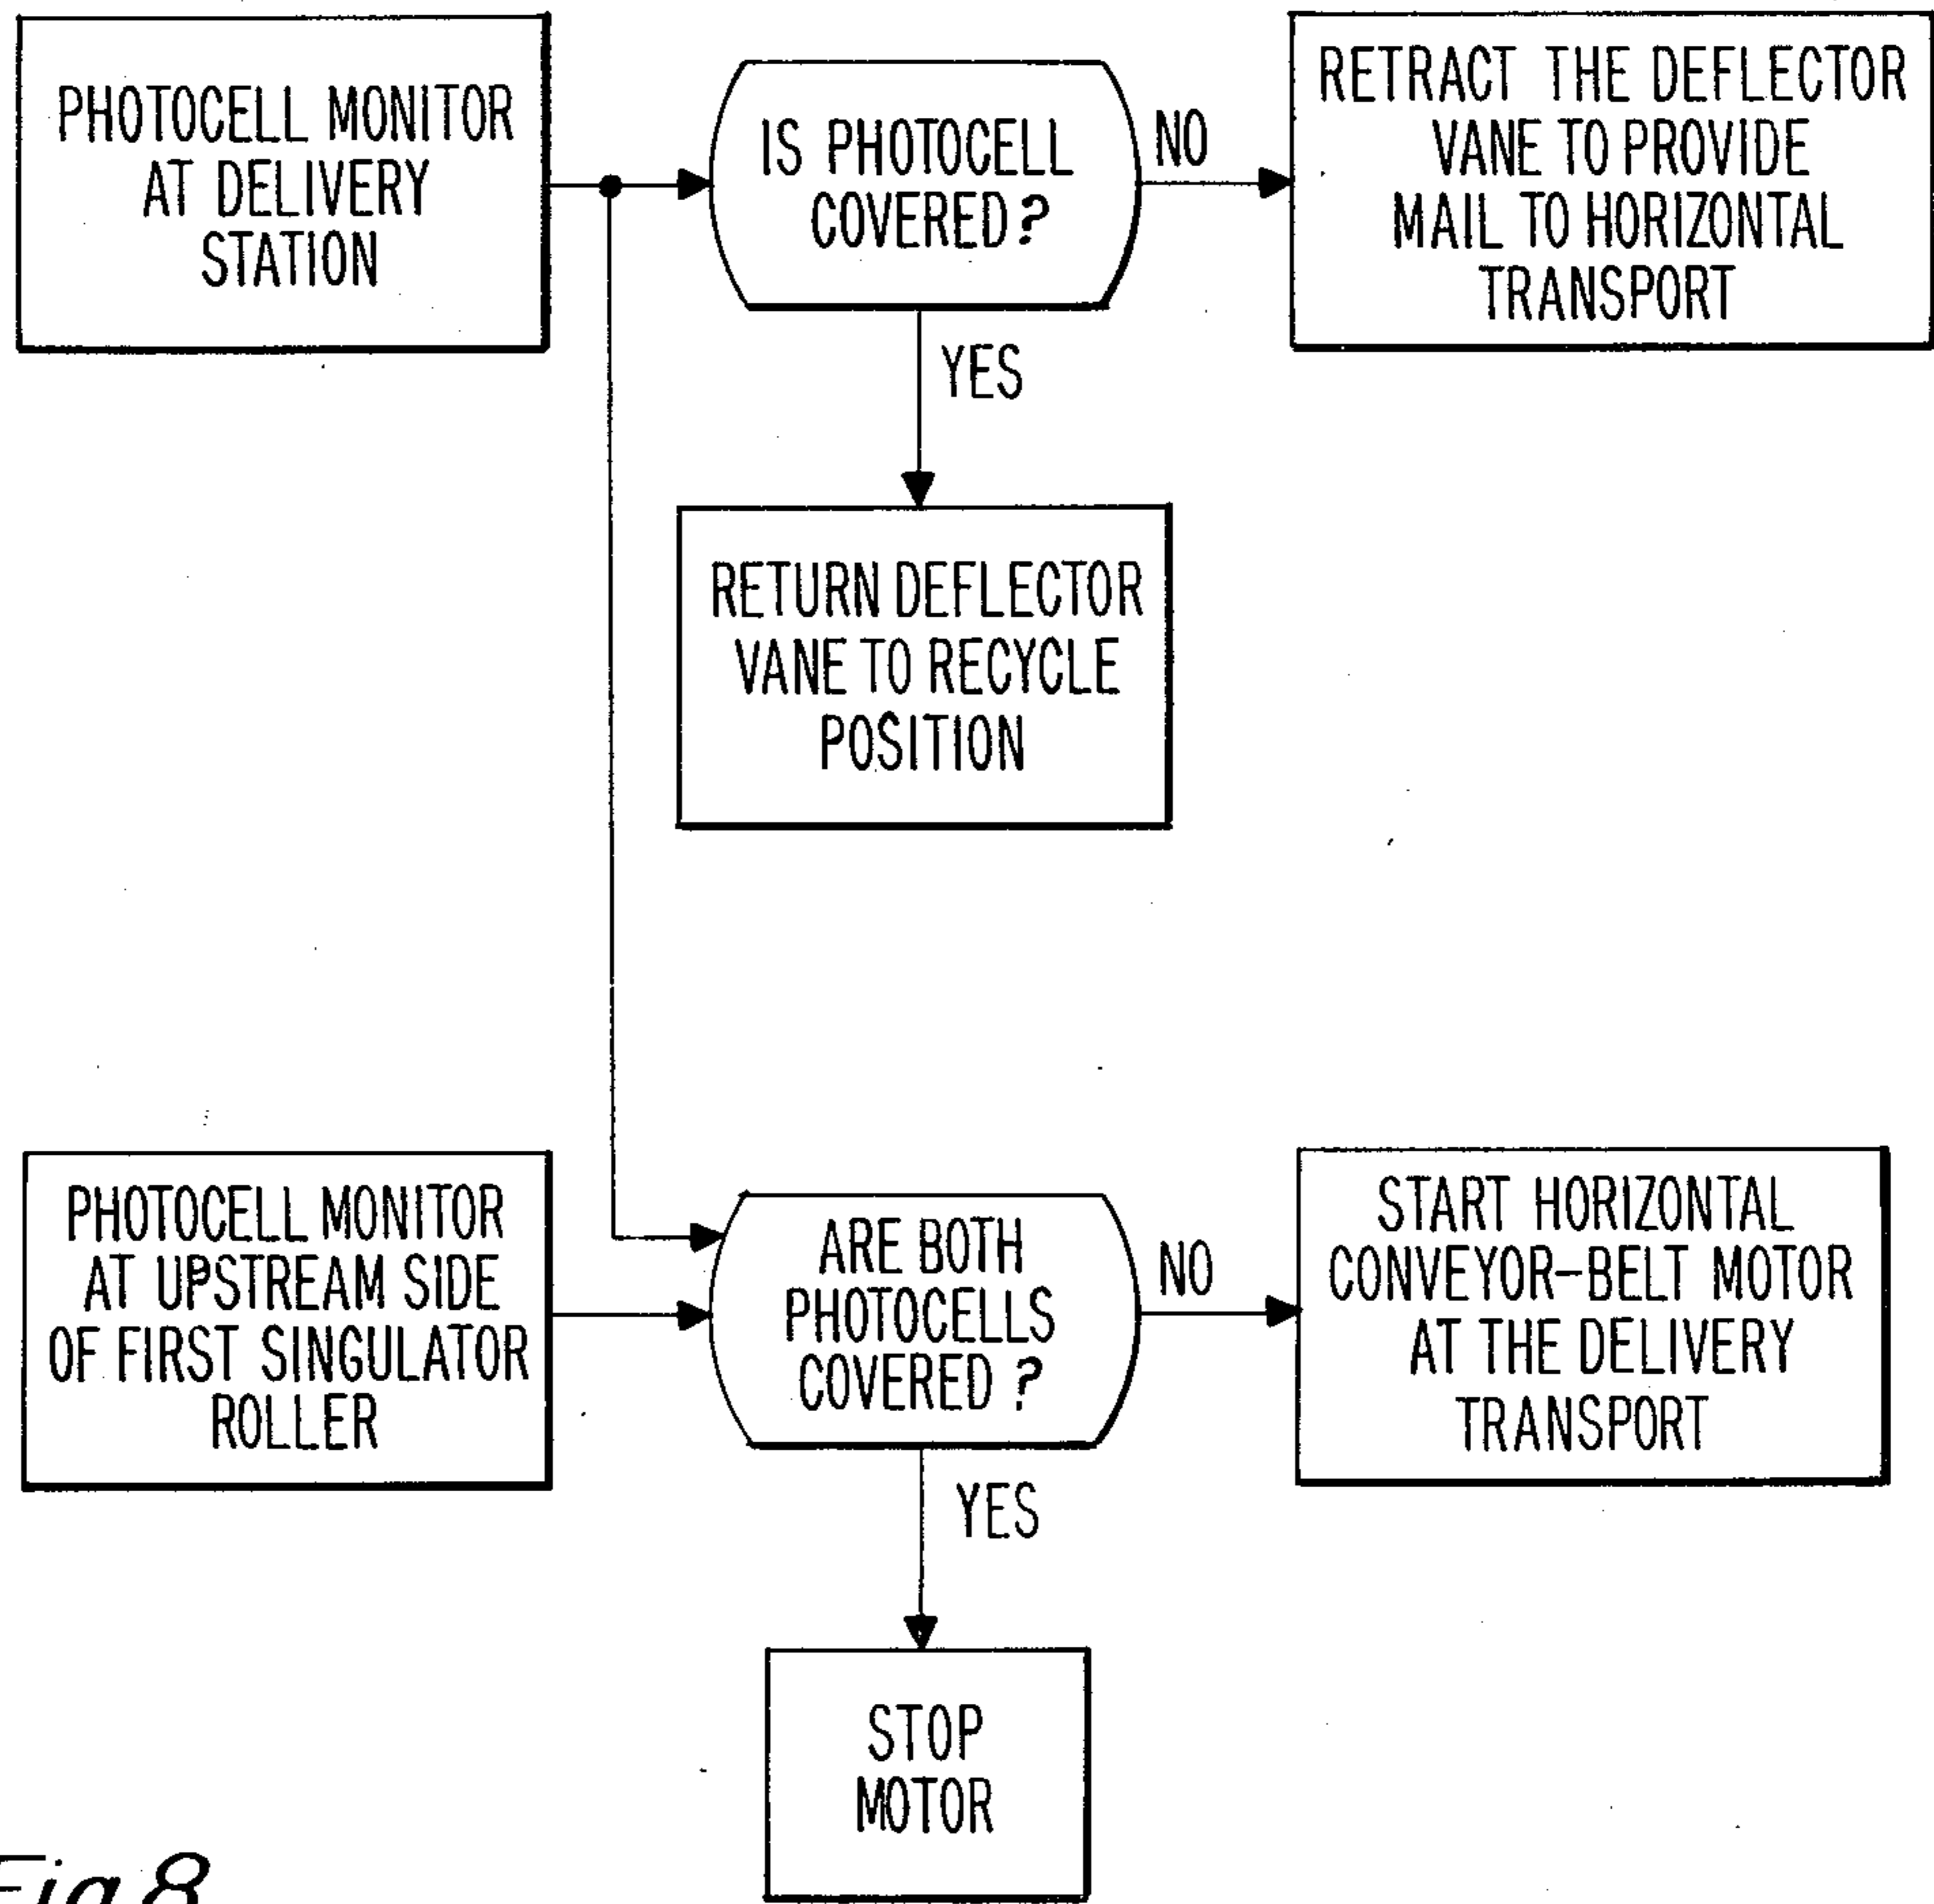 PHOTOCELL MONITOR
AT DELIVERY
STATION
IS PHOTOCELL
COVERED?
NO
RETRACT THE DEFLECTOR
VANE TO PROVIDE
MAIL TO HORIZONTAL
TRANSPORT
YES
RETURN DEFLECTOR
VANE TO RECYCLE
POSITION
PHOTOCELL MONITOR
AT UPSTREAM SIDE
OF FIRST SINGULATOR
ROLLER
ARE BOTH
PHOTOCELLS
COVERED?
NO
START HORIZONTAL
CONVEYOR-BELT MOTOR
AT THE DELIVERY
TRANSPORT
YES
STOP
MOTOR
Fig 8